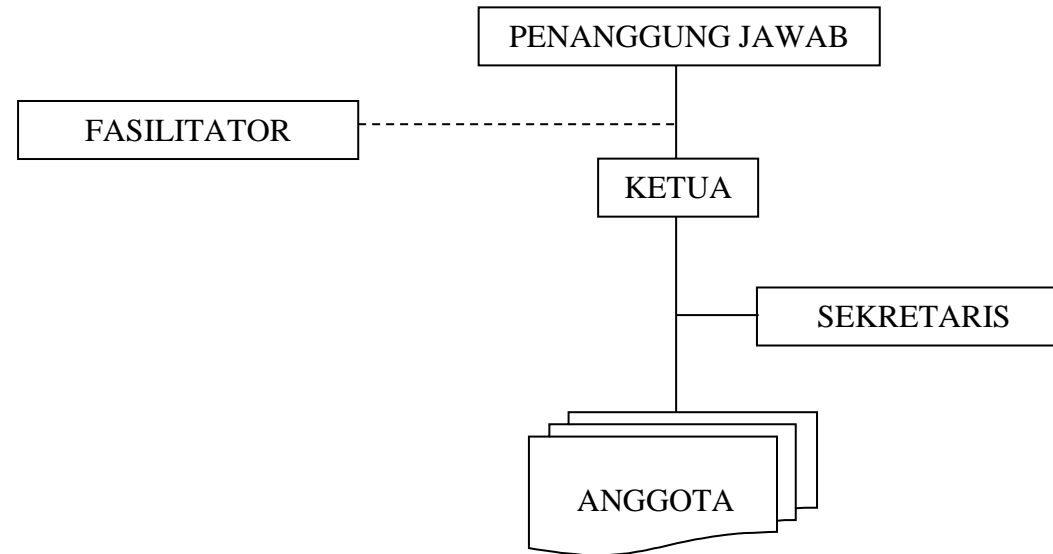 PENANGGUNG JAWAB
FASILITATOR
KETUA
SEKRETARIS
ANGGOTA